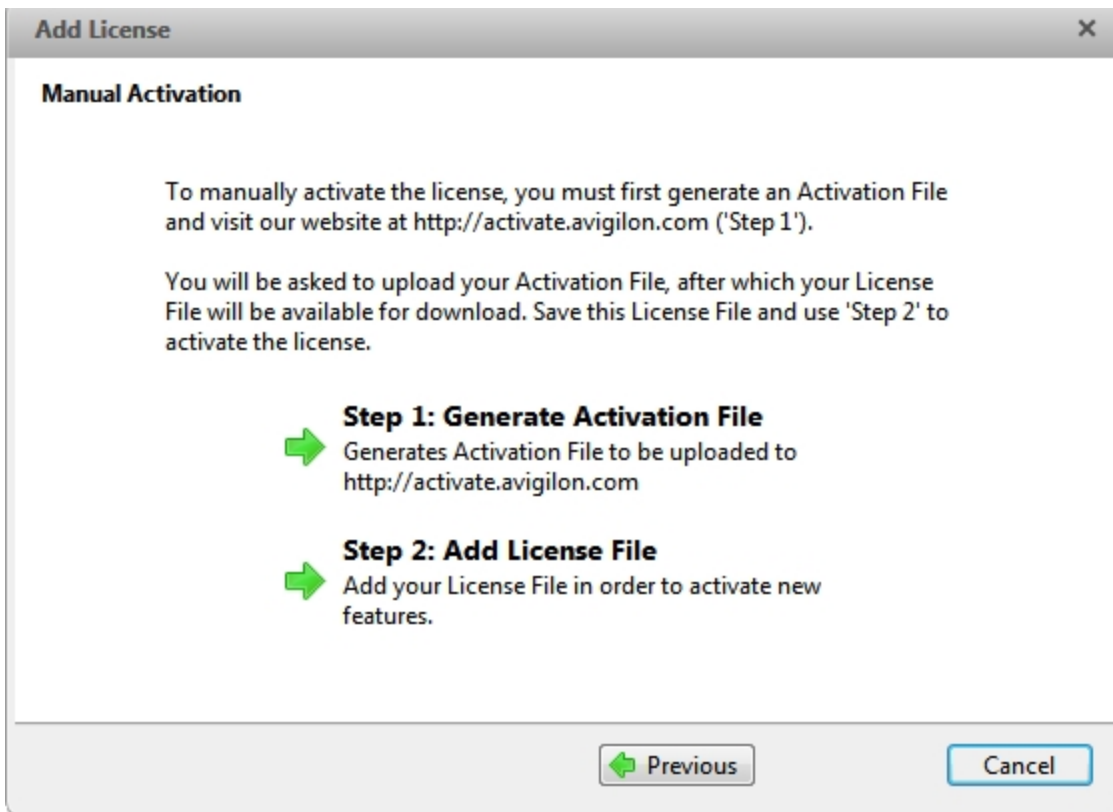 Add License
Manual Activation
To manually activate the license, you must first generate an Activation File
and visit our website at http://activate.avigilon.com ('Step 1').
You will be asked to upload your Activation File, after which your License
File will be available for download. Save this License File and use 'Step 2' to
activate the license.
Step 1: Generate Activation File
Generates Activation File to be uploaded to
http://activate.avigilon.com
Step 2: Add License File
Add your License File in order to activate new
features.
Previous
Cancel